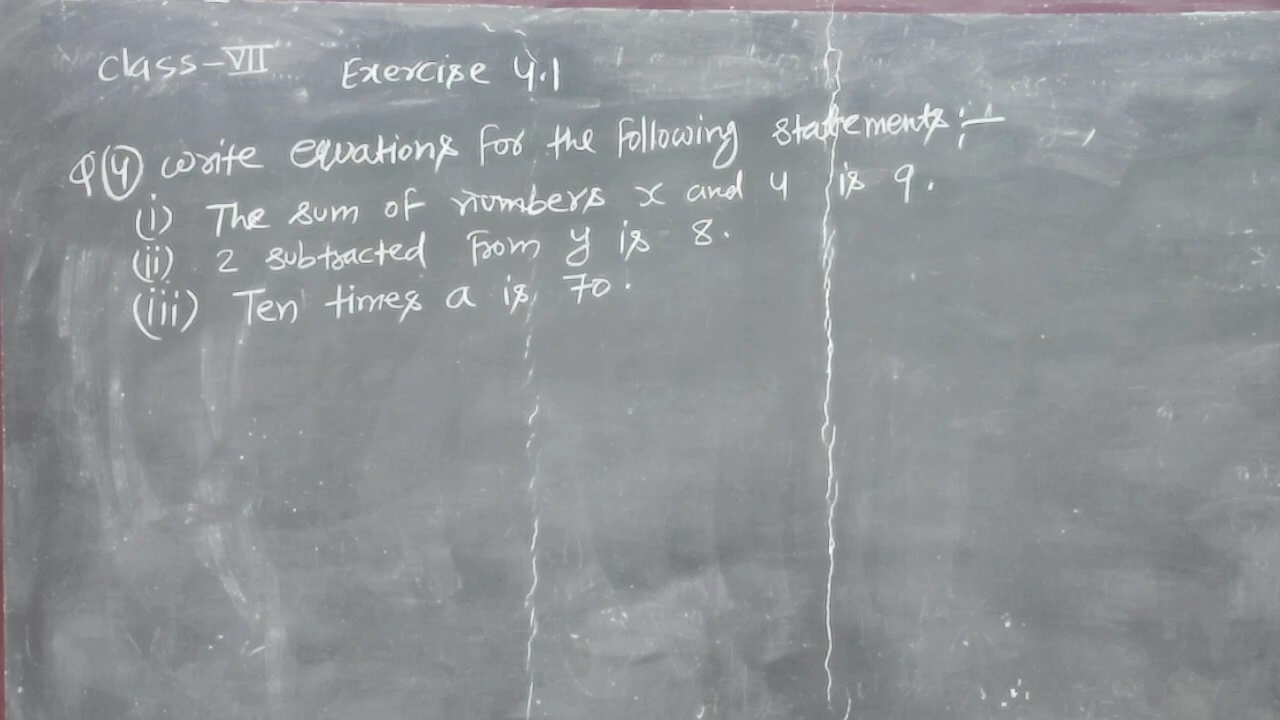 Class-VII Exercise 4.1
Q(4) write equations for the following statements:-
(i) The sum of numbers x and 4 is 9.
(ii) 2 subtracted from y is 8.
(iii) Ten times a is 70.